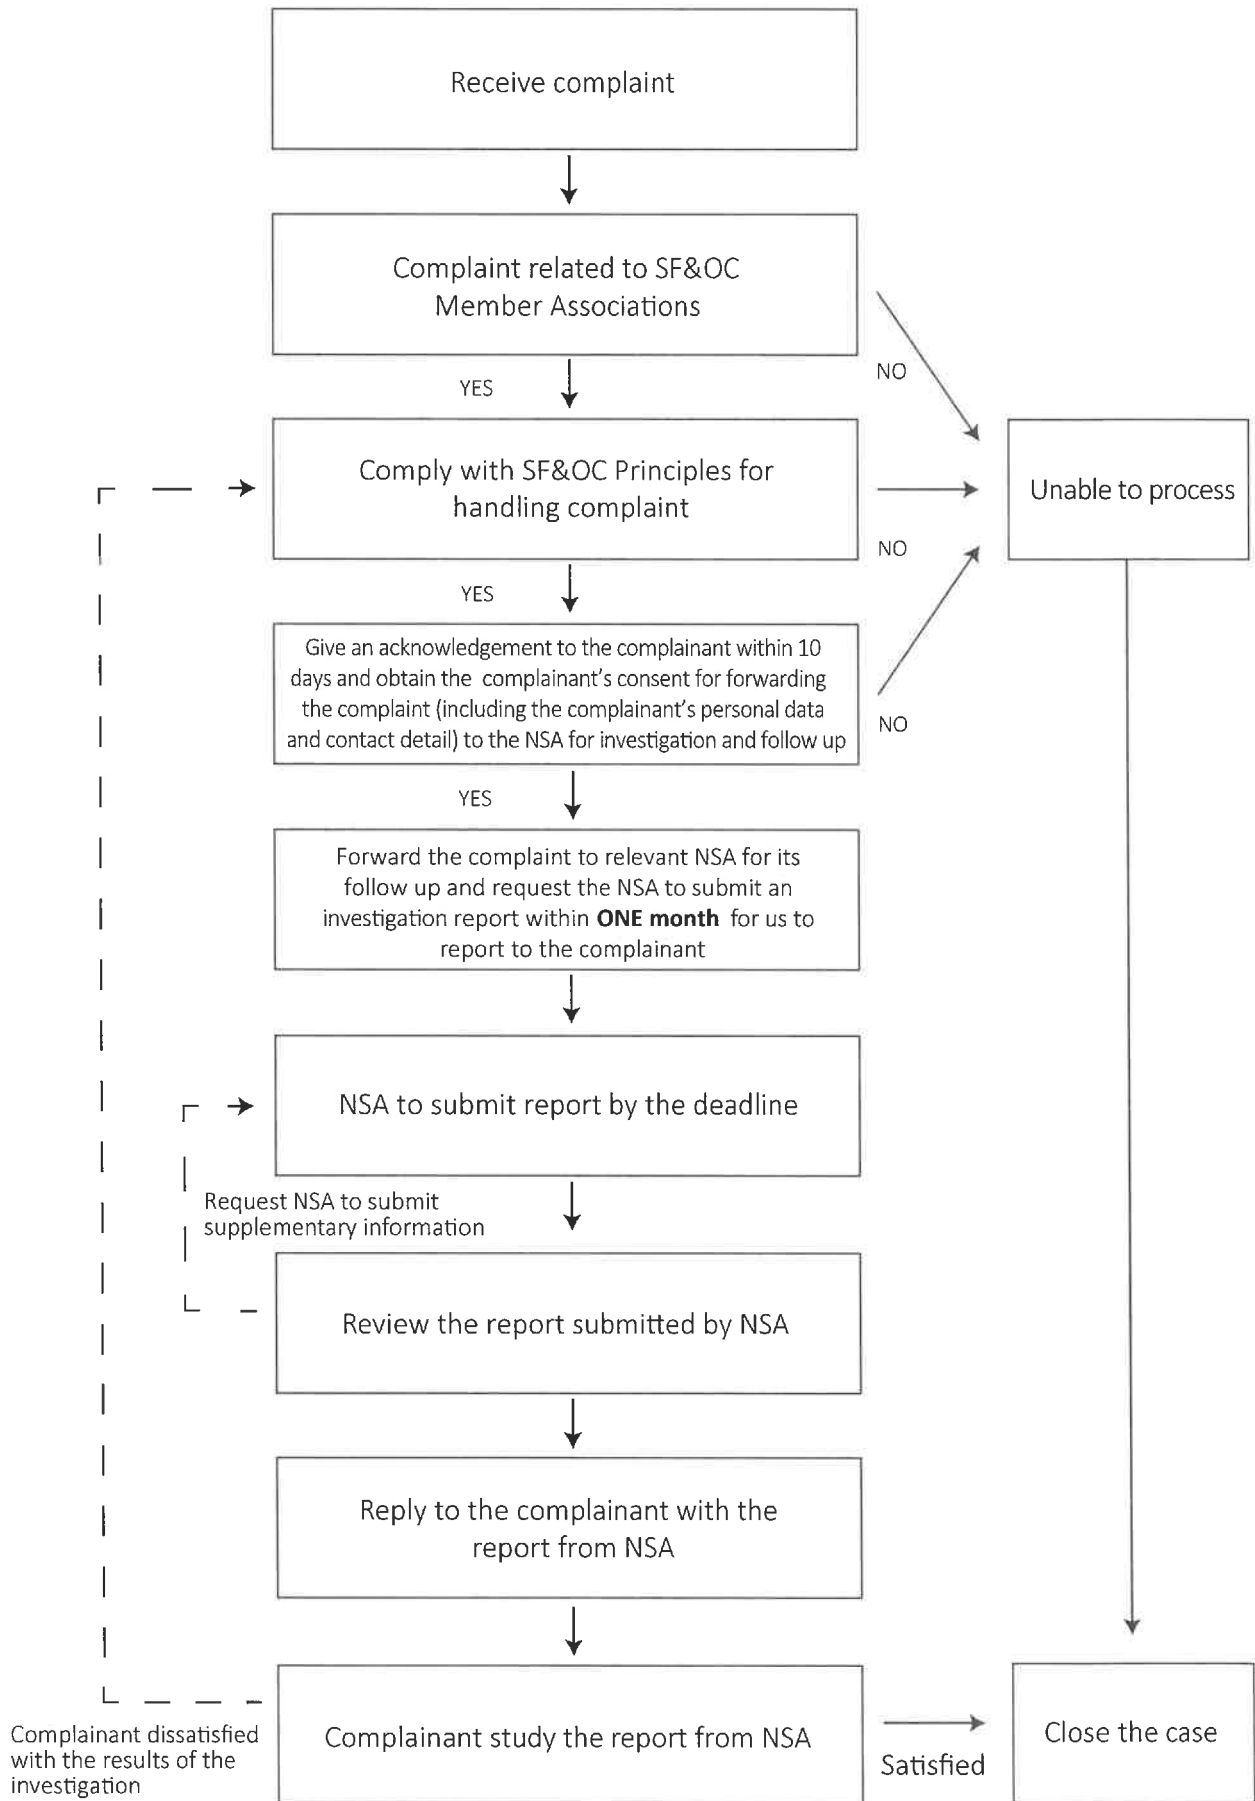 Receive complaint
Complaint related to SF&OC
Member Associations
NO
YES
Comply with SF&OC Principles for
handling complaint
Unable to process
NO
YES
Give an acknowledgement to the complainant within 10
days and obtain the complainant's consent for forwarding
the complaint (including the complainant's personal data
and contact detail) to the NSA for investigation and follow up
NO
YES
Forward the complaint to relevant NSA for its
follow up and request the NSA to submit an
investigation report within ONE month for us to
report to the complainant
NSA to submit report by the deadline
Request NSA to submit
supplementary information
Review the report submitted by NSA
Reply to the complainant with the
report from NSA
Complainant study the report from NSA
Complainant dissatisfied
with the results of the
investigation
Satisfied
Close the case